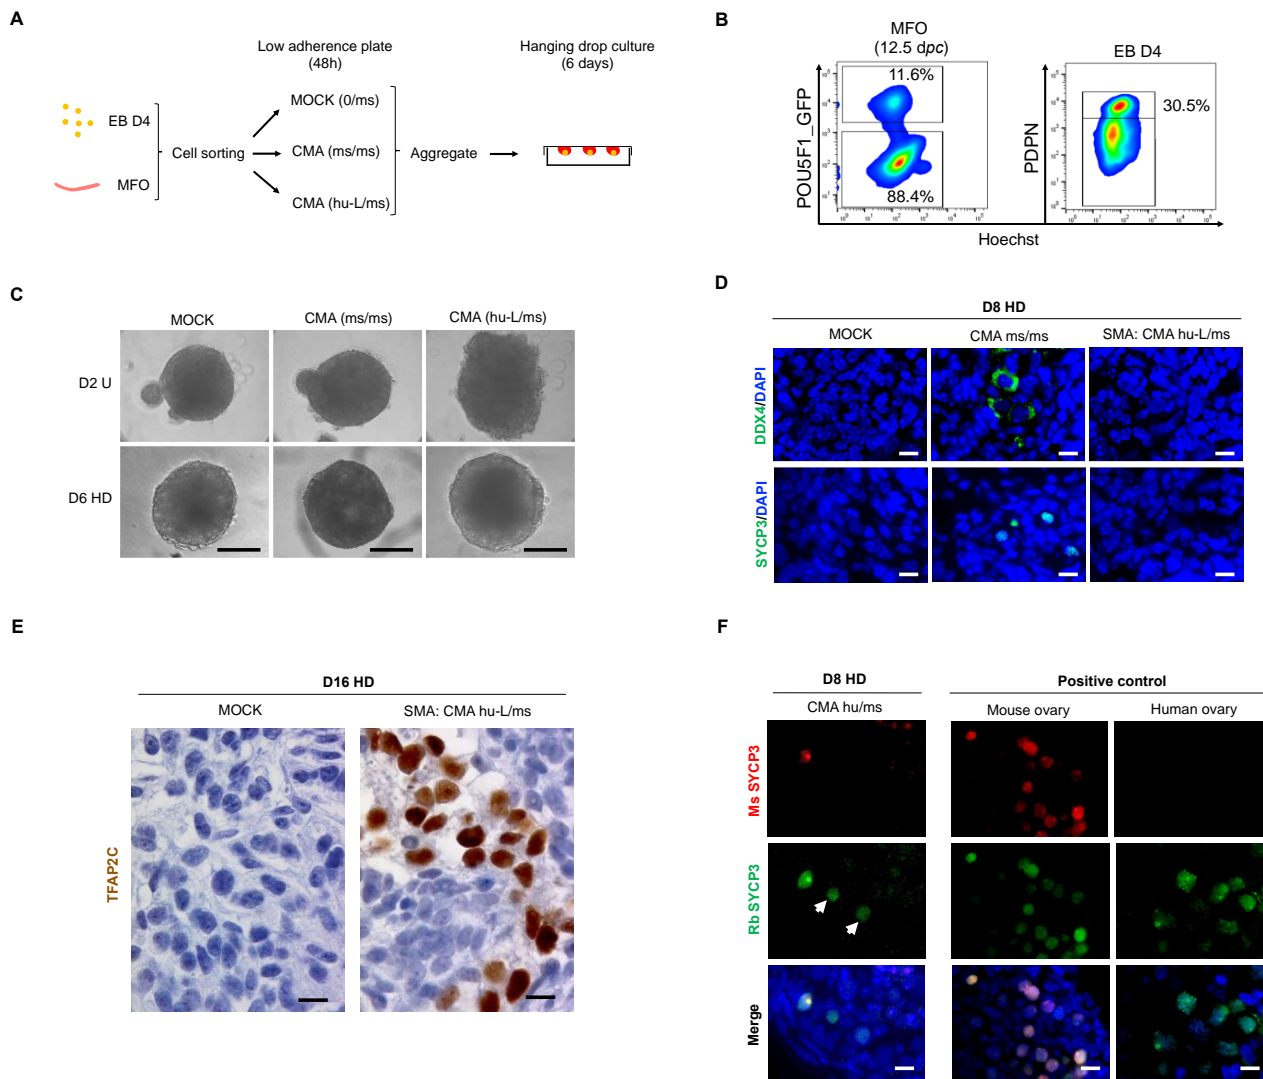 A
Low adherence plate
(48h)
Hanging drop culture
(6 days)
EB D4
MFO
Cell sorting
MOCK (0/ms)
CMA (ms/ms)
CMA (hu-L/ms)
Aggregate
B
MFO
(12.5 dpc)
EB D4
POU5F1_GFP
11.6%
88.4%
PDPN
30.5%
Hoechst
C
MOCK
CMA (ms/ms)
CMA (hu-L/ms)
D2 U
D6 HD
D
D8 HD
MOCK
CMA ms/ms
SMA: CMA hu-L/ms
DDX4/DAPI
SYCP3/DAPI
E
D16 HD
MOCK
SMA: CMA hu-L/ms
TFAP2C
F
D8 HD
Positive control
CMA hu/ms
Mouse ovary
Human ovary
Ms SYCP3
Rb SYCP3
Merge